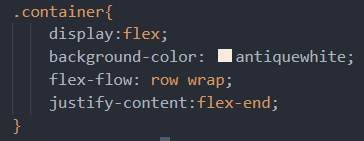 .container{
display:flex;
background-color: antiquewhite;
flex-flow: row wrap;
justify-content:flex-end;
}